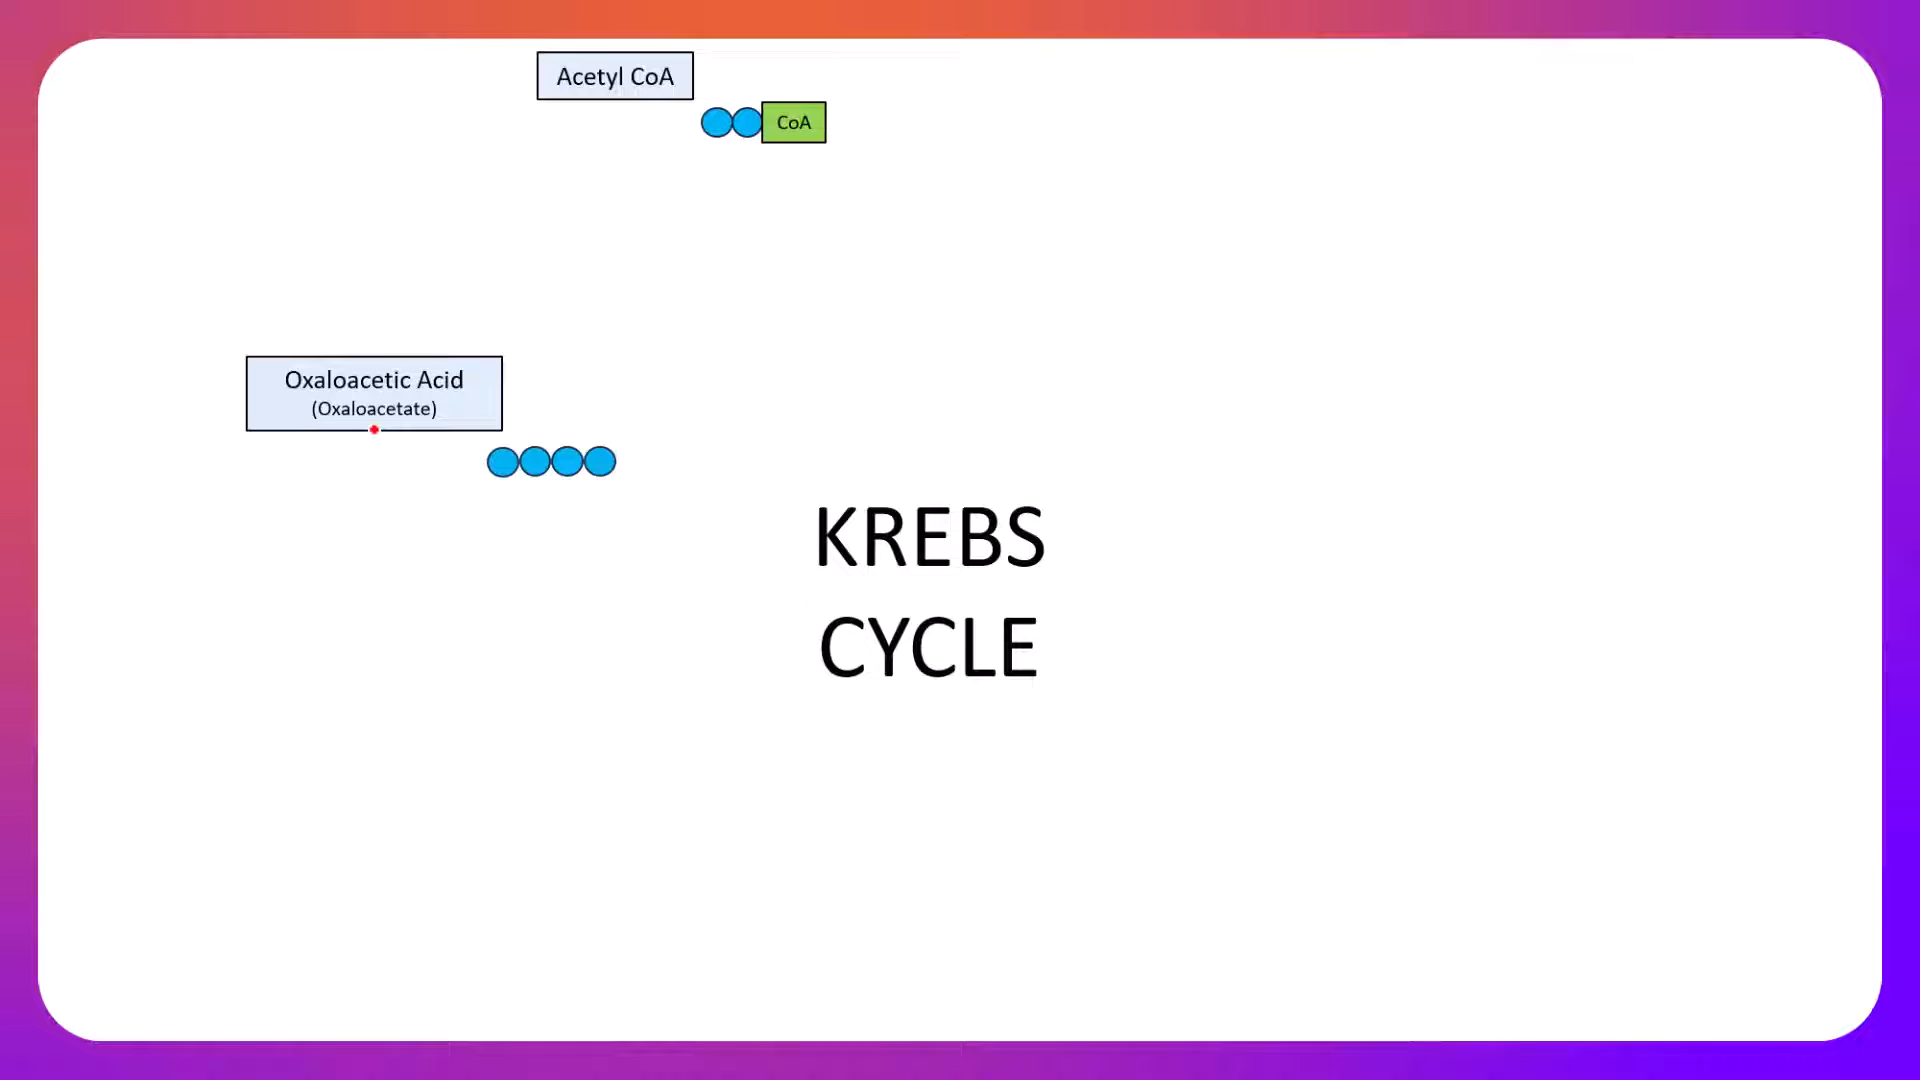 Acetyl CoA
CoA
Oxaloacetic Acid
(Oxaloacetate)
KREBS
CYCLE